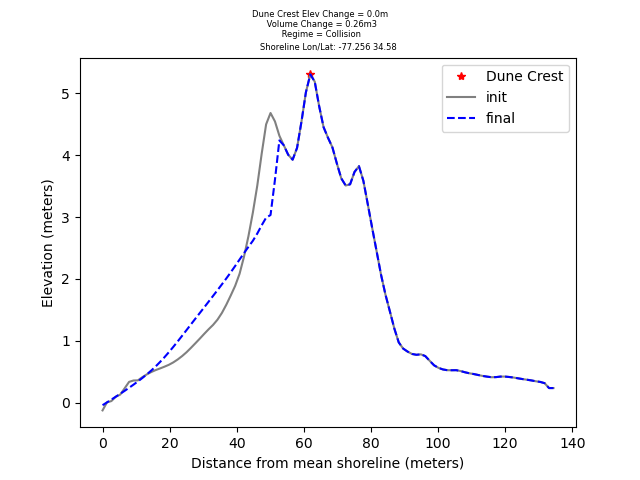 Dune Crest Elev Change = 0.0m
Volume Change = 0.26m3
Regime = Collision
Shoreline Lon/Lat: -77.256 34.58
Dune Crest
init
final
Elevation (meters)
5
4
3
2
1
0
0 20 40 60 80 100 120 140
Distance from mean shoreline (meters)